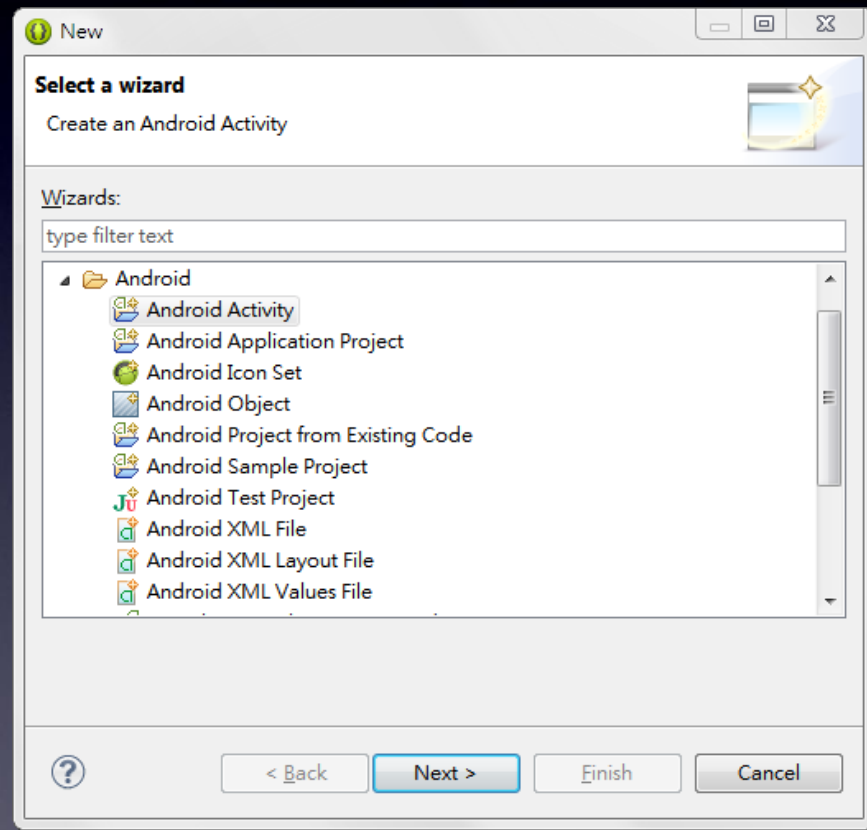 New
Select a wizard
Create an Android Activity
Wizards:
type filter text
Android
Android Activity
Android Application Project
Android Icon Set
Android Object
Android Project from Existing Code
Android Sample Project
Android Test Project
Android XML File
Android XML Layout File
Android XML Values File
< Back Next > Finish Cancel